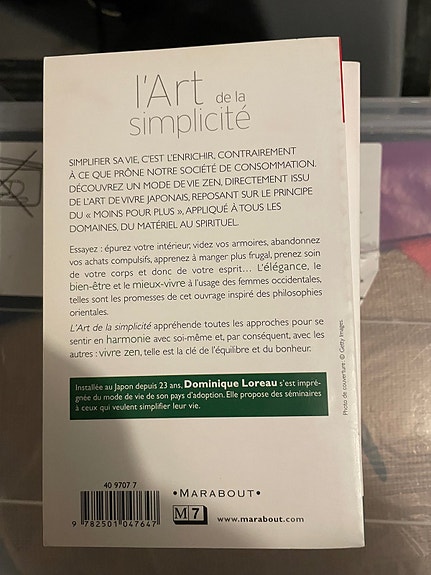 l'Art de la
simplicité
SIMPLIFIER SA VIE, C'EST L'ENRICHIR, CONTRAIREMENT
À CE QUE PRÔNE NOTRE SOCIÉTÉ DE CONSOMMATION.
DÉCOUVREZ UN MODE DE VIE ZEN, DIRECTEMENT ISSU
DE L'ART DE VIVRE JAPONAIS, REPOSANT SUR LE PRINCIPE
DU « MOINS POUR PLUS », APPLIQUÉ À TOUS LES
DOMAINES, DU MATÉRIEL AU SPIRITUEL.
Essayez : épurez votre intérieur, videz vos armoires, abandonnez
vos achats compulsifs, apprenez à manger plus frugal, prenez soin
de votre corps et donc de votre esprit… L'élégance, le
bien-être et le mieux-vivre à l'usage des femmes occidentales,
telles sont les promesses de cet ouvrage inspiré des philosophies
orientales.
L'Art de la simplicité appréhende toutes les approches pour se
sentir en harmonie avec soi-même et, par conséquent, avec les
autres : vivre zen, telle est la clé de l'équilibre et du bonheur.
Installée au Japon depuis 23 ans, Dominique Loreau s'est impré-
gnée du mode de vie de son pays d'adoption. Elle propose des séminaires
à ceux qui veulent simplifier leur vie.
Photo de couverture © Getty Images
40 9707 7
9 782501 047647
• MARABOUT •
M 7
www.marabout.com